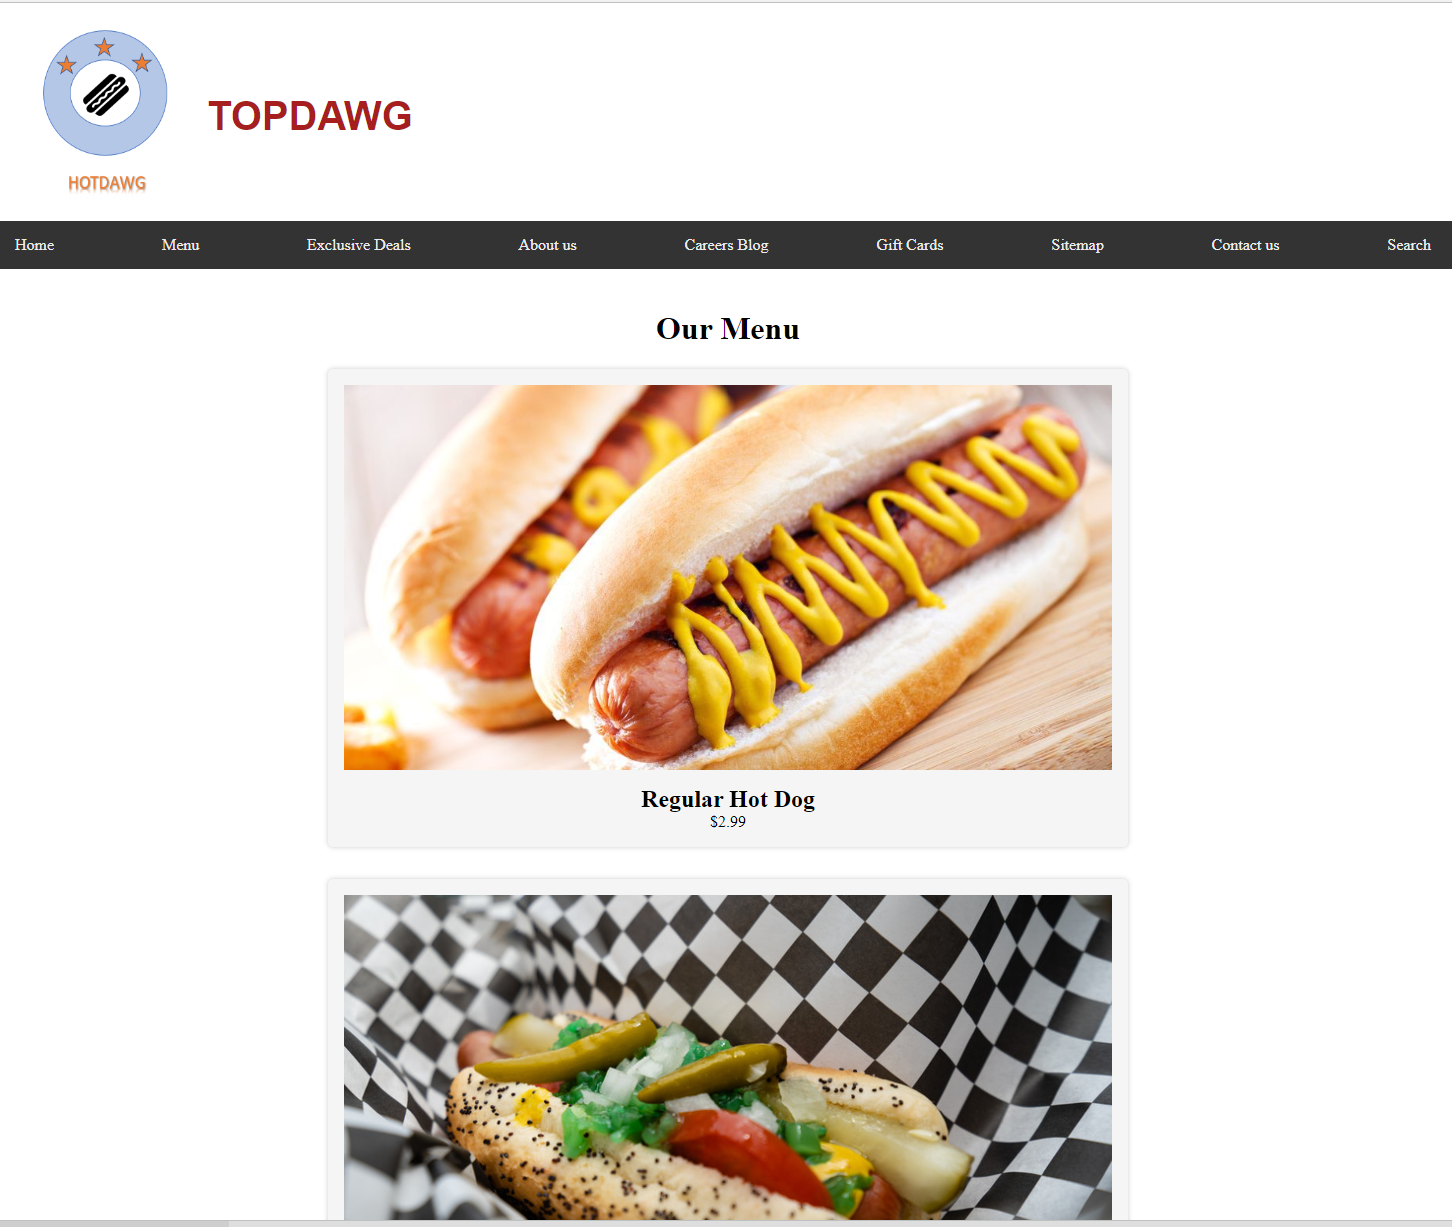 TOPDAWG
HOTDAWG
Home Menu Exclusive Deals About us Careers Blog Gift Cards Sitemap Contact us Search
Our Menu
Regular Hot Dog
$2.99